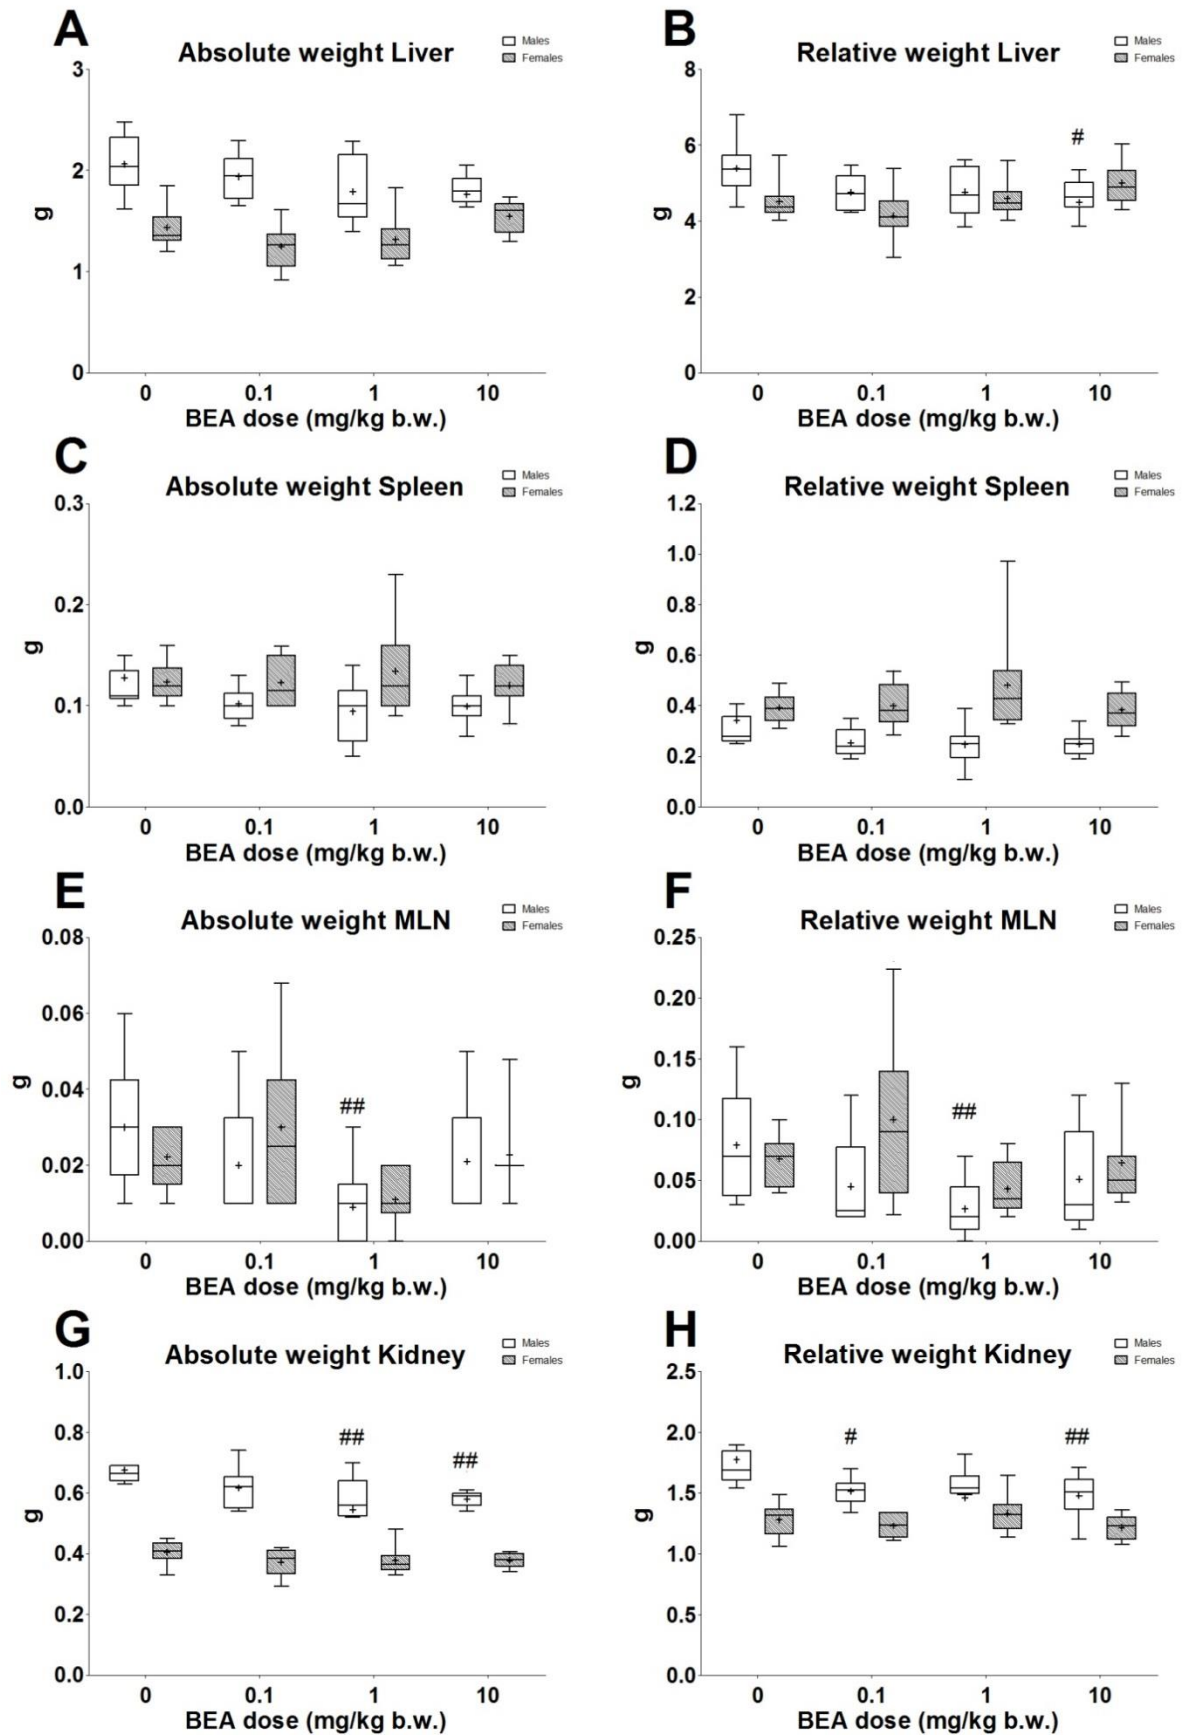 A
Absolute weight Liver
Males
Females
3
2
1
0
g
0 0.1 1 10
BEA dose (mg/kg b.w.)
B
Relative weight Liver
Males
Females
8
6
4
2
0
g
#
0 0.1 1 10
BEA dose (mg/kg b.w.)
C
Absolute weight Spleen
Males
Females
0.3
0.2
0.1
0.0
g
0 0.1 1 10
BEA dose (mg/kg b.w.)
D
Relative weight Spleen
Males
Females
1.2
1.0
0.8
0.6
0.4
0.2
0.0
g
0 0.1 1 10
BEA dose (mg/kg b.w.)
E
Absolute weight MLN
Males
Females
0.08
0.06
0.04
0.02
0.00
g
##
0 0.1 1 10
BEA dose (mg/kg b.w.)
F
Relative weight MLN
Males
Females
0.25
0.20
0.15
0.10
0.05
0.00
g
##
0 0.1 1 10
BEA dose (mg/kg b.w.)
G
Absolute weight Kidney
Males
Females
1.0
0.8
0.6
0.4
0.2
0.0
g
## ##
0 0.1 1 10
BEA dose (mg/kg b.w.)
H
Relative weight Kidney
Males
Females
2.5
2.0
1.5
1.0
0.5
0.0
g
# ##
0 0.1 1 10
BEA dose (mg/kg b.w.)